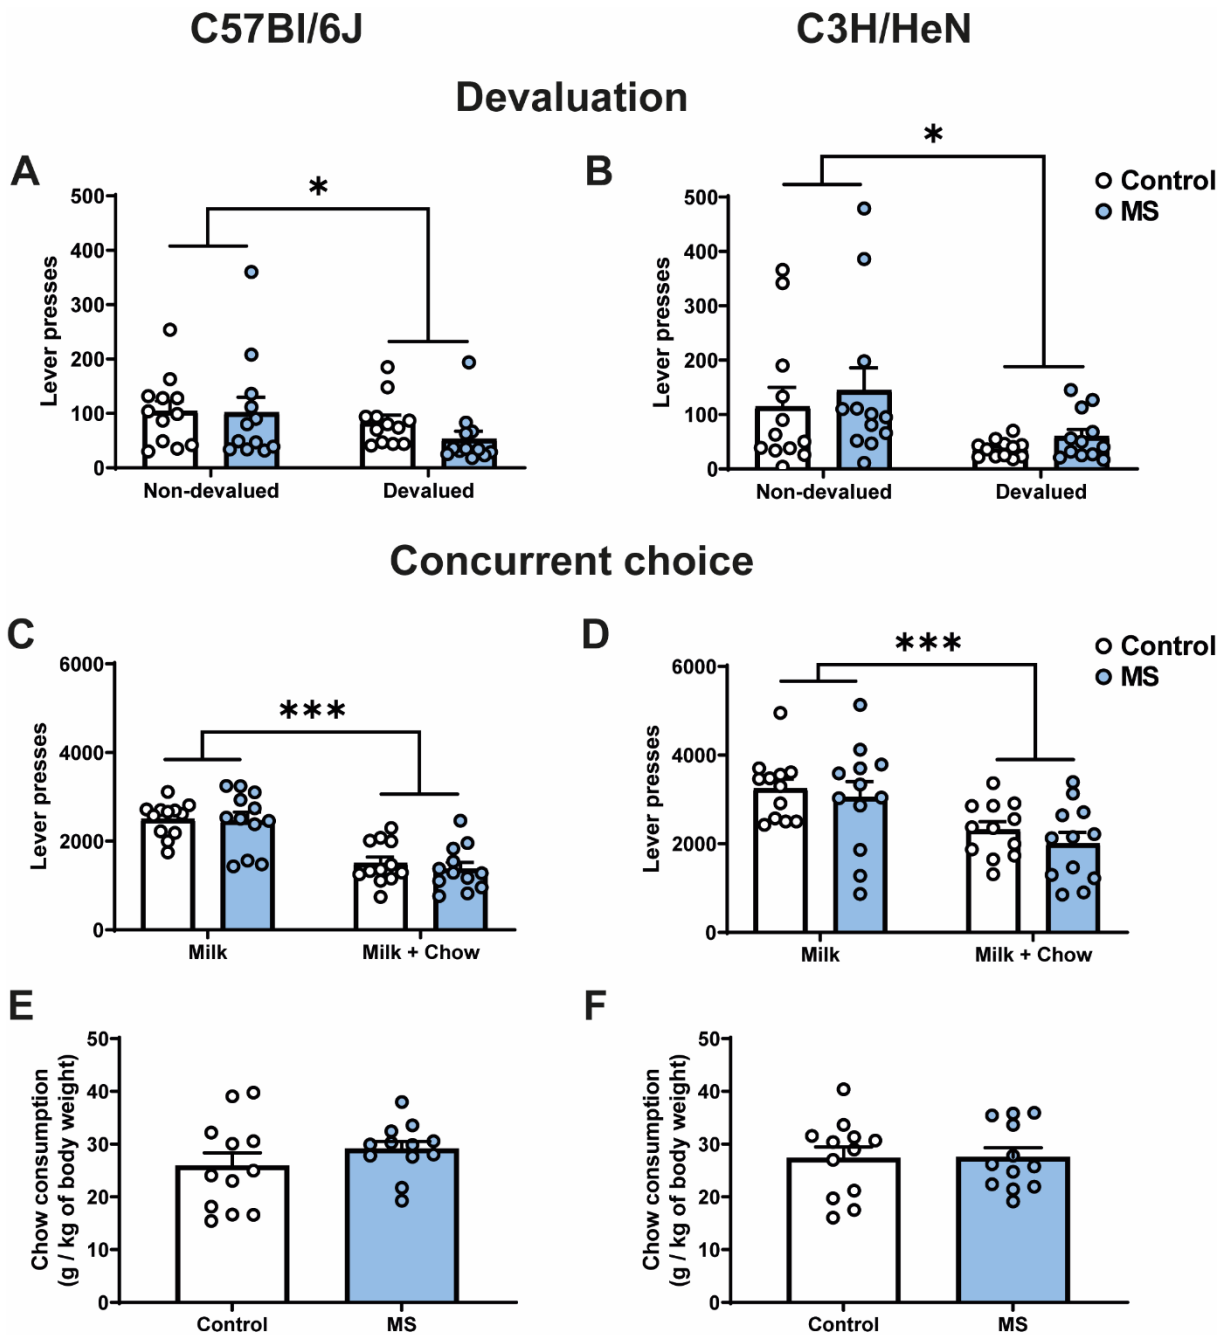 C57Bl/6J
C3H/HeN
Devaluation
A
*
Lever presses
500
400
300
200
100
0
Non-devalued
Devalued
B
*
Control
MS
Lever presses
500
400
300
200
100
0
Non-devalued
Devalued
Concurrent choice
C
***
Lever presses
6000
4000
2000
0
Milk
Milk + Chow
D
***
Control
MS
Lever presses
6000
4000
2000
0
Milk
Milk + Chow
E
Chow consumption
(g / kg of body weight)
50
40
30
20
10
0
Control
MS
F
Chow consumption
(g / kg of body weight)
50
40
30
20
10
0
Control
MS